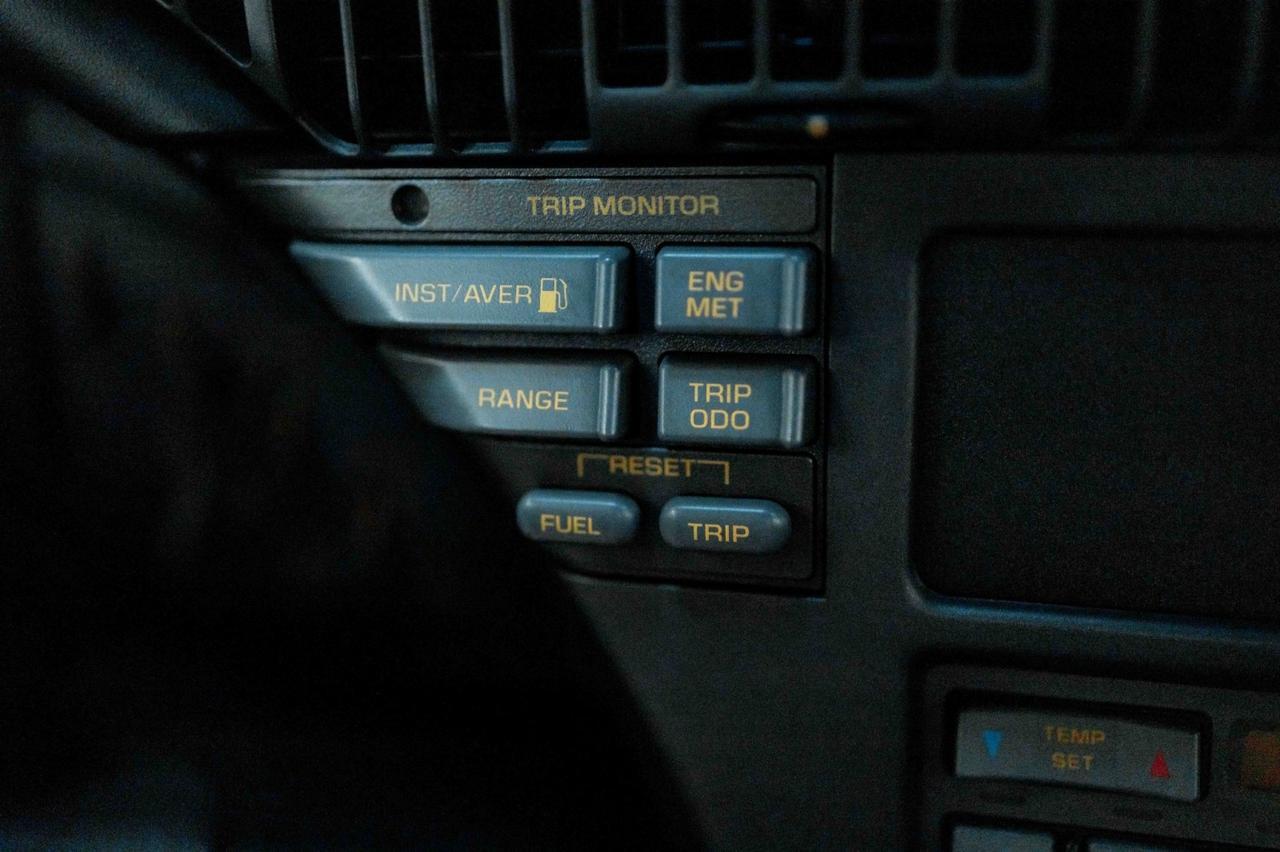 TRIP MONITOR
INST/AVER
ENG
MET
RANGE
TRIP
ODO
RESET
FUEL
TRIP
TEMP
SET